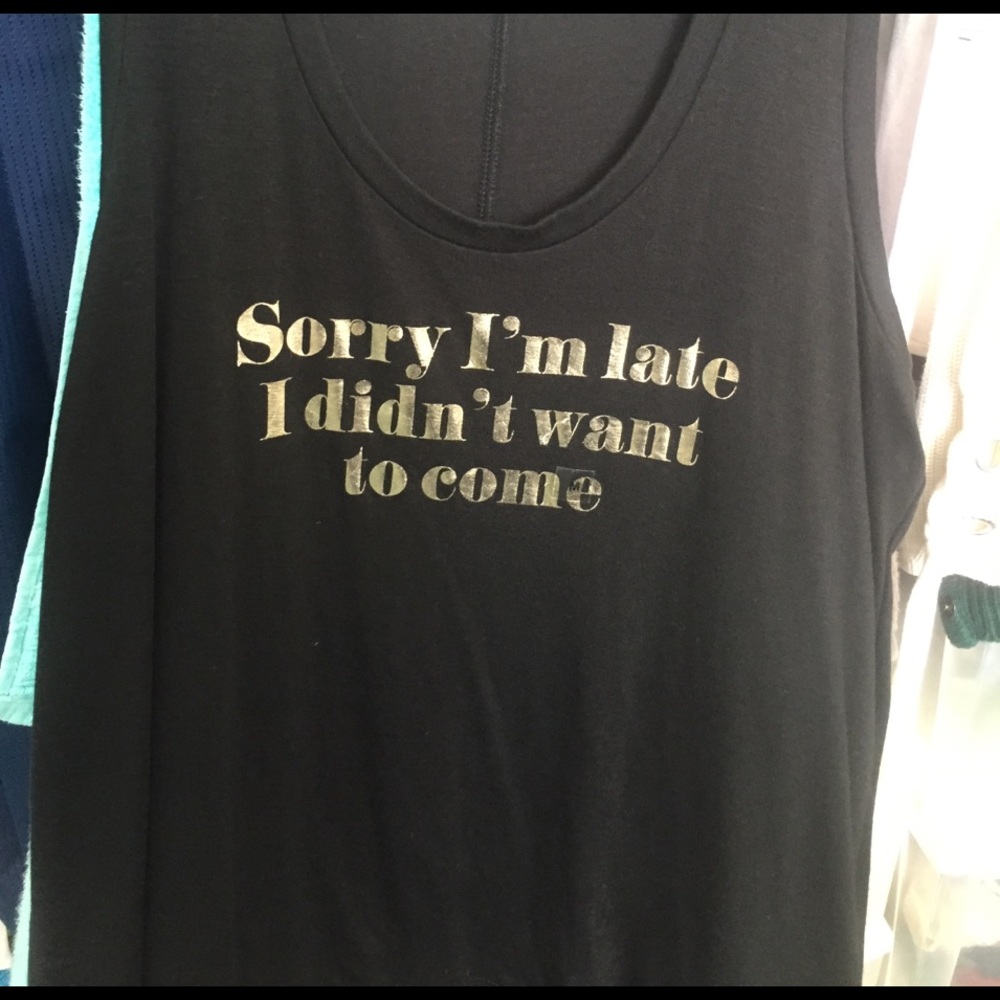 Sorry I'm late
I didn't want
to come
M